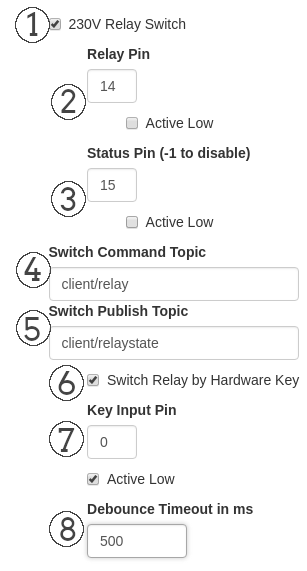 1 230V Relay Switch
Relay Pin
2 14
Active Low
Status Pin (-1 to disable)
3 15
Active Low
4 Switch Command Topic
client/relay
5 Switch Publish Topic
client/relaystate
6 Switch Relay by Hardware Key
Key Input Pin
7 0
Active Low
Debounce Timeout in ms
8 500